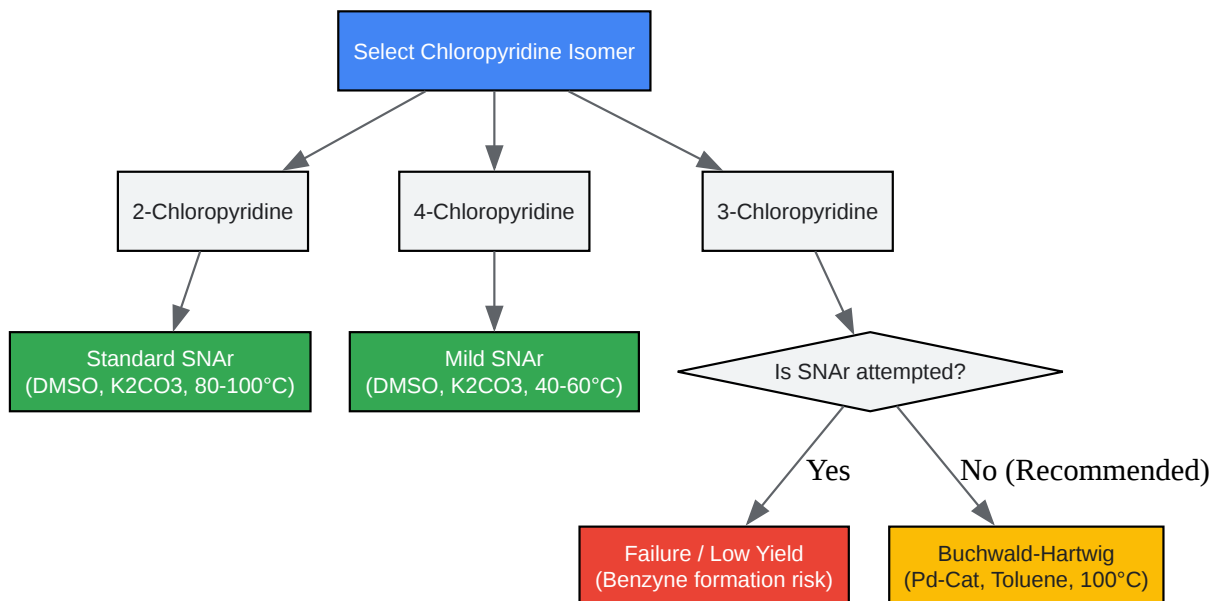 Select Chloropyridine Isomer
2-Chloropyridine
4-Chloropyridine
3-Chloropyridine
Standard SNAr
(DMSO, K2CO3, 80-100°C)
Mild SNAr
(DMSO, K2CO3, 40-60°C)
Is SNAr attempted?
Yes
No (Recommended)
Failure / Low Yield
(Benzyne formation risk)
Buchwald-Hartwig
(Pd-Cat, Toluene, 100°C)